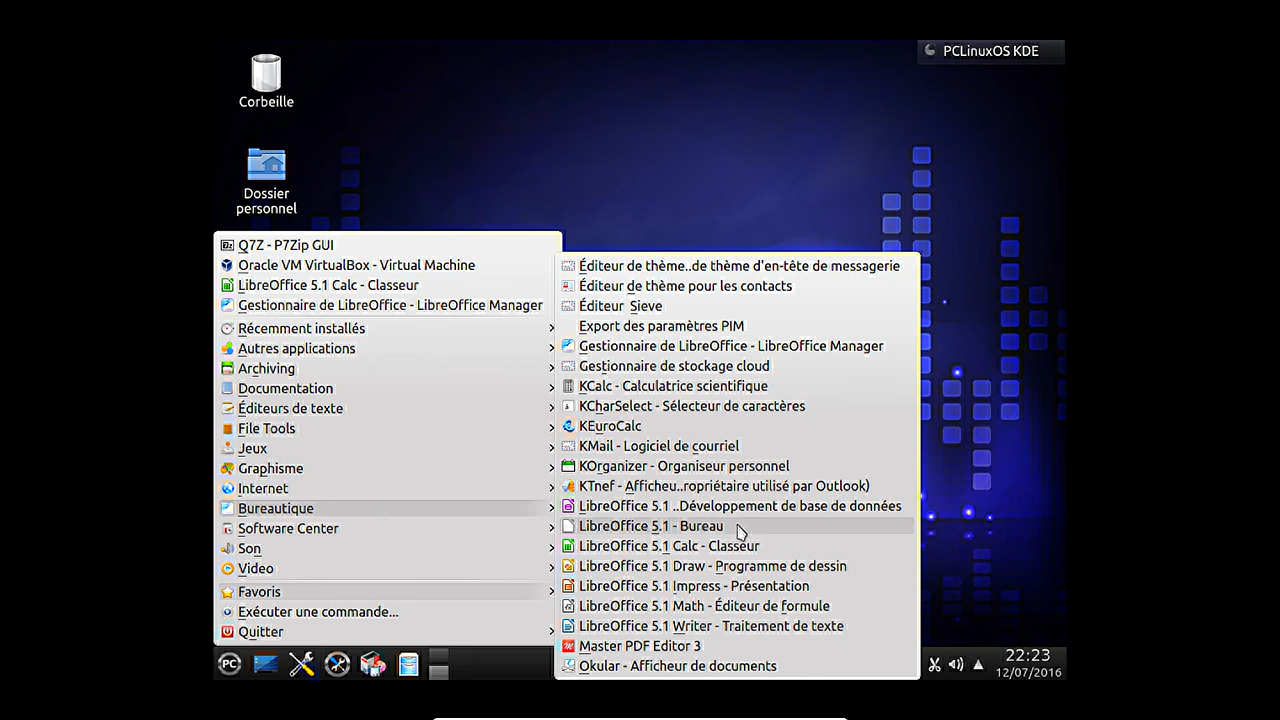 PCLinuxOS KDE
Corbeille
Dossier
personnel
Q7Z - P7Zip GUI
Oracle VM VirtualBox - Virtual Machine
LibreOffice 5.1 Calc - Classeur
Gestionnaire de LibreOffice - LibreOffice Manager
Récemment installés
Autres applications
Archiving
Documentation
Éditeurs de texte
File Tools
Jeux
Graphisme
Internet
Bureautique
Software Center
Son
Video
Favoris
Exécuter une commande...
Quitter
Éditeur de thème..de thème d'en-tête de messagerie
Éditeur de thème pour les contacts
Éditeur Sieve
Export des paramètres PIM
Gestionnaire de LibreOffice - LibreOffice Manager
Gestionnaire de stockage cloud
KCalc - Calculatrice scientifique
KCharSelect - Sélecteur de caractères
KEuroCalc
KMail - Logiciel de courriel
KOrganizer - Organiseur personnel
KTnef - Afficheu..ropriétaire utilisé par Outlook)
LibreOffice 5.1 ..Développement de base de données
LibreOffice 5.1 - Bureau
LibreOffice 5.1 Calc - Classeur
LibreOffice 5.1 Draw - Programme de dessin
LibreOffice 5.1 Impress - Présentation
LibreOffice 5.1 Math - Éditeur de formule
LibreOffice 5.1 Writer - Traitement de texte
Master PDF Editor 3
Okular - Afficheur de documents
PC
22:23
12/07/2016